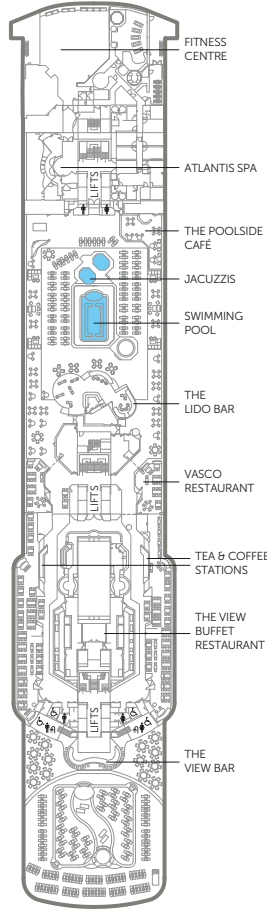 FITNESS
CENTRE
ATLANTIS SPA
LIFTS
THE POOLSIDE
CAFÉ
JACUZZIS
SWIMMING
POOL
THE
LIDO BAR
VASCO
RESTAURANT
LIFTS
TEA & COFFEE
STATIONS
THE VIEW
BUFFET
RESTAURANT
LIFTS
THE
VIEW BAR